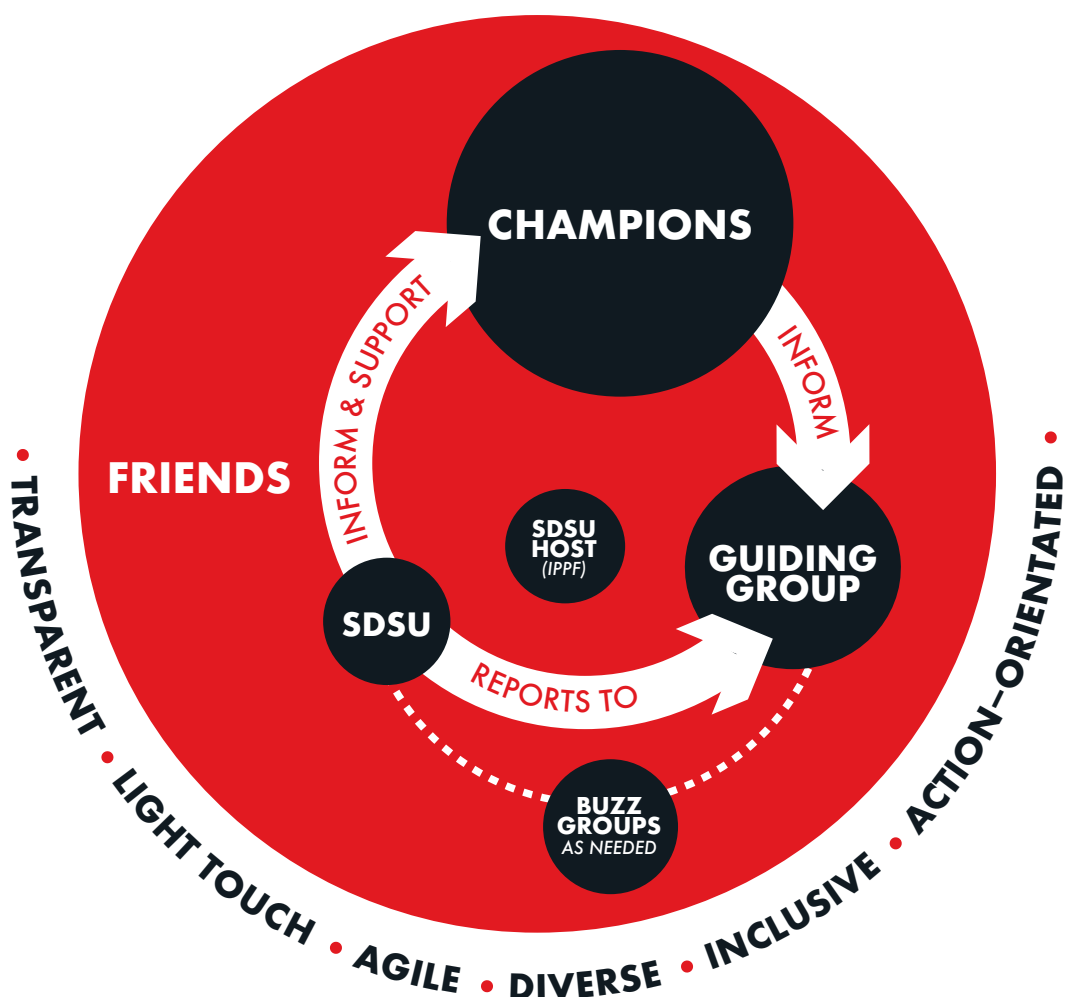 CHAMPIONS
INFORM & SUPPORT
INFORM
FRIENDS
SDSU
HOST
(IPPF)
GUIDING
GROUP
SDSU
REPORTS TO
BUZZ
GROUPS
AS NEEDED
• TRANSPARENT • LIGHT TOUCH • AGILE • DIVERSE • INCLUSIVE • ACTION–ORIENTATED •